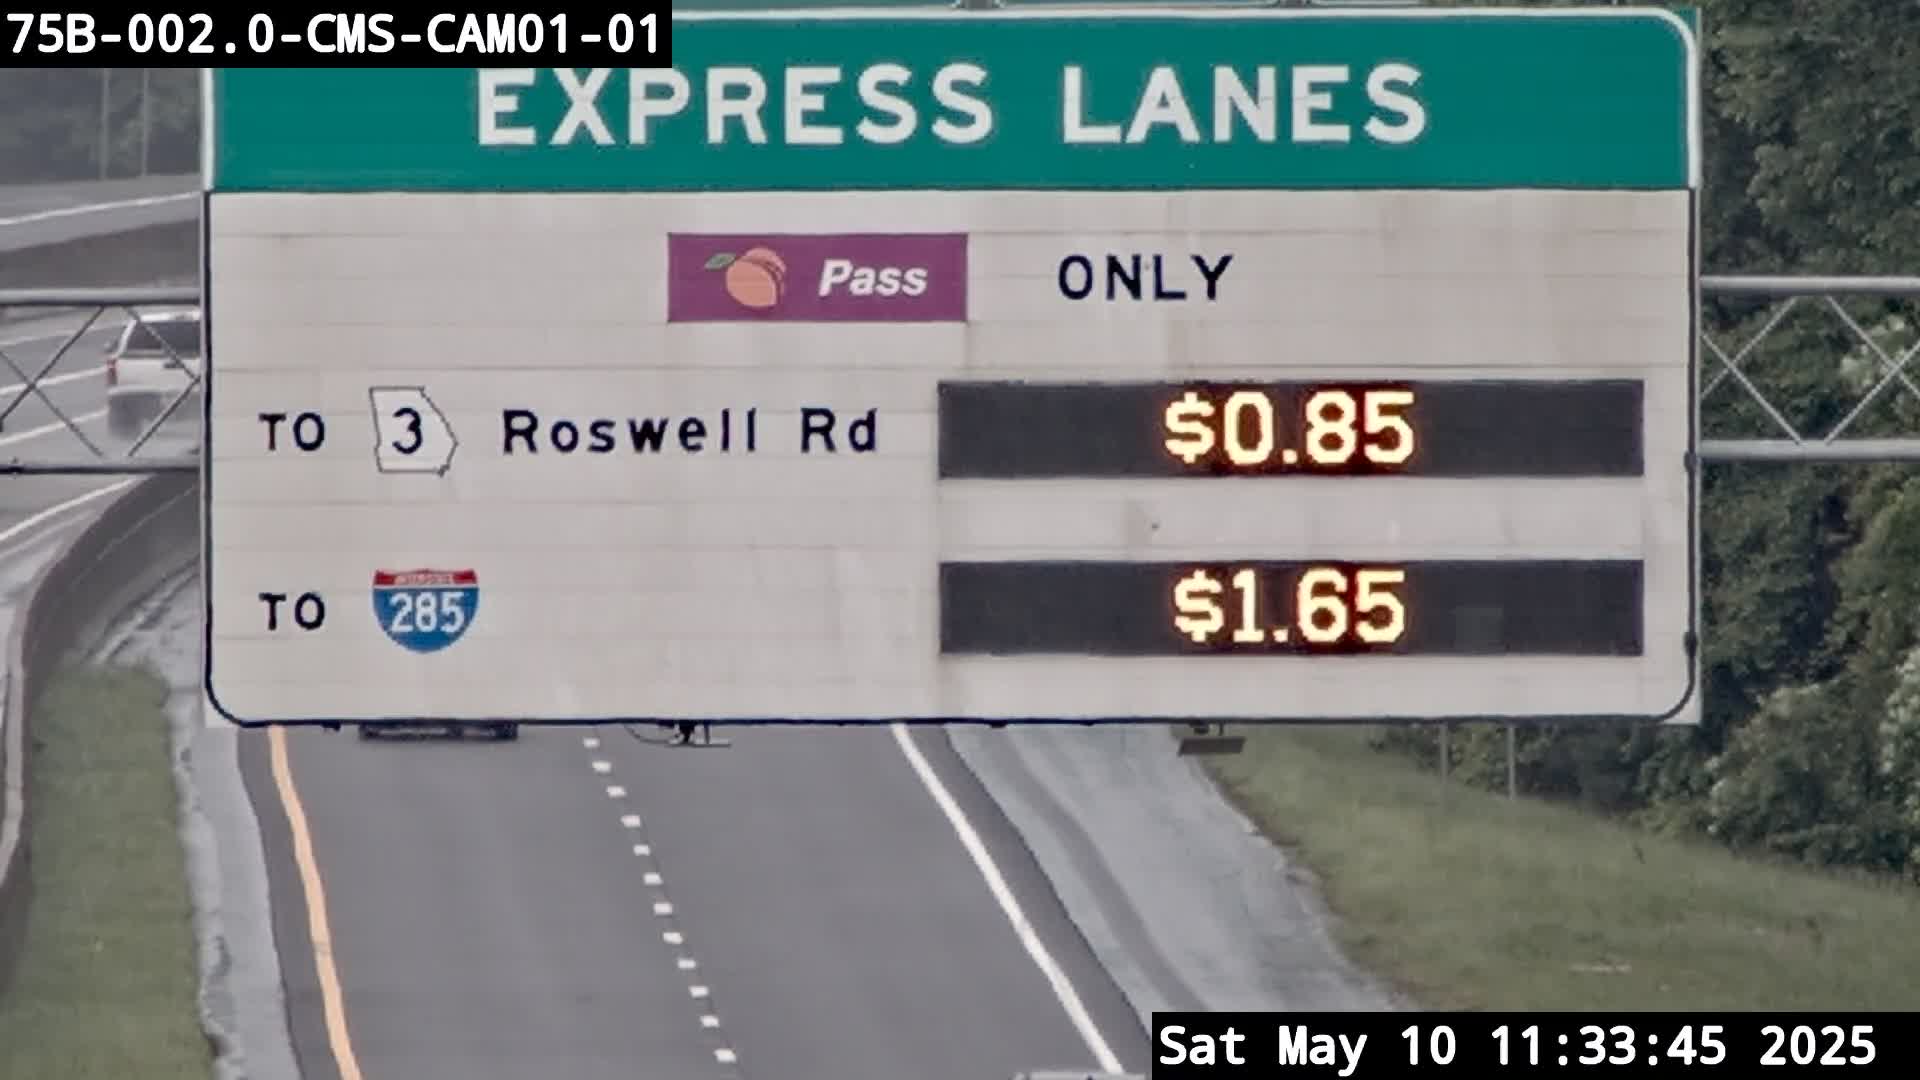 75B-002.0-CMS-CAM01-01
EXPRESS LANES
Pass ONLY
TO 3 Roswell Rd $0.85
TO 285 $1.65
Sat May 10 11:33:45 2025